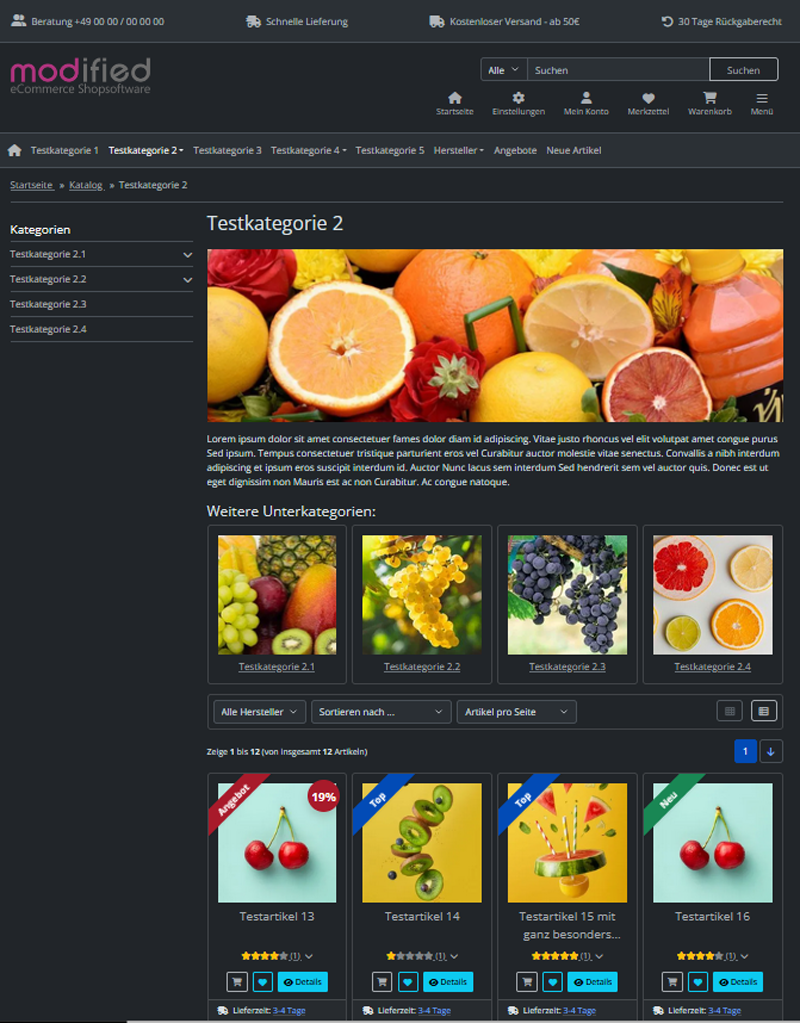 Beratung +49 00 00 / 00 00 00
Schnelle Lieferung
Kostenloser Versand - ab 50€
30 Tage Rückgaberecht
modified
eCommerce Shopsoftware
Alle
Suchen
Suchen
Startseite
Einstellungen
Mein Konto
Merkzettel
Warenkorb
Menü
Testkategorie 1
Testkategorie 2
Testkategorie 3
Testkategorie 4
Testkategorie 5
Hersteller
Angebote
Neue Artikel
Startseite » Katalog » Testkategorie 2
Kategorien
Testkategorie 2.1
Testkategorie 2.2
Testkategorie 2.3
Testkategorie 2.4
Testkategorie 2
Lorem ipsum dolor sit amet consectetuer fames dolor diam id adipiscing. Vitae justo rhoncus vel elit volutpat amet congue purus
Sed ipsum. Tempus consectetuer tristique parturient eros vel Curabitur auctor molestie vitae senectus. Convallis a nibh interdum
adipiscing et ipsum eros suscipit interdum id. Auctor Nunc lacus sem interdum Sed hendrerit sem vel auctor quis. Donec est ut
eget dignissim non Mauris est ac non Curabitur. Ac congue natoque.
Weitere Unterkategorien:
Testkategorie 2.1
Testkategorie 2.2
Testkategorie 2.3
Testkategorie 2.4
Alle Hersteller
Sortieren nach ...
Artikel pro Seite
Zeige 1 bis 12 (von insgesamt 12 Artikeln)
1
Angebot
19%
Testartikel 13
(1)
Details
Lieferzeit: 3-4 Tage
Top
Testartikel 14
(1)
Details
Lieferzeit: 3-4 Tage
Top
Testartikel 15 mit
ganz besonders...
(1)
Details
Lieferzeit: 3-4 Tage
Neu
Testartikel 16
(1)
Details
Lieferzeit: 3-4 Tage